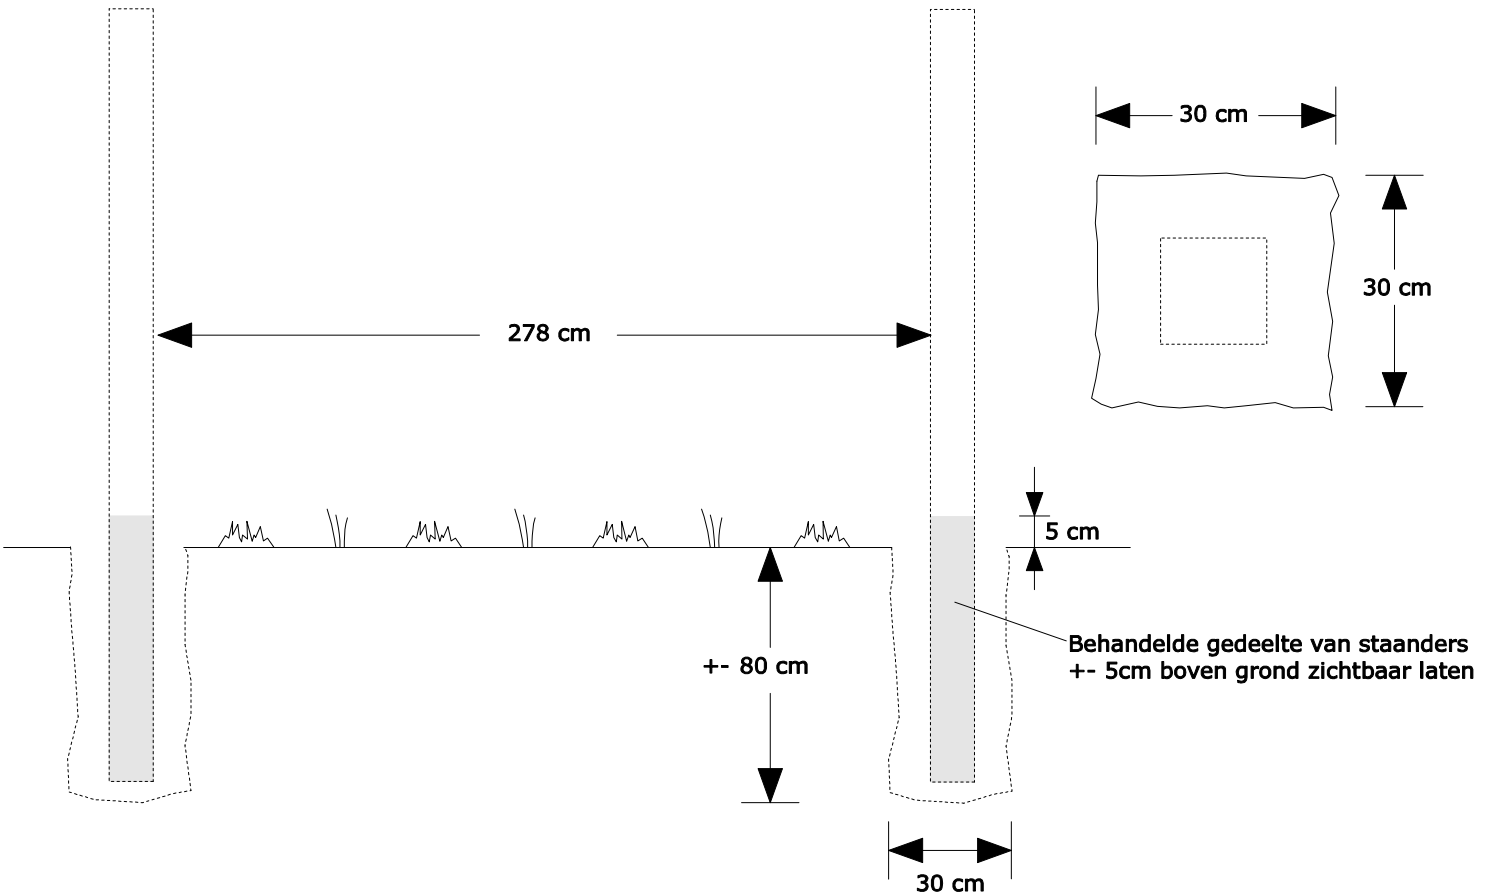 30 cm
30 cm
278 cm
5 cm
+- 80 cm
Behandelde gedeelte van staanders
+- 5cm boven grond zichtbaar laten
30 cm